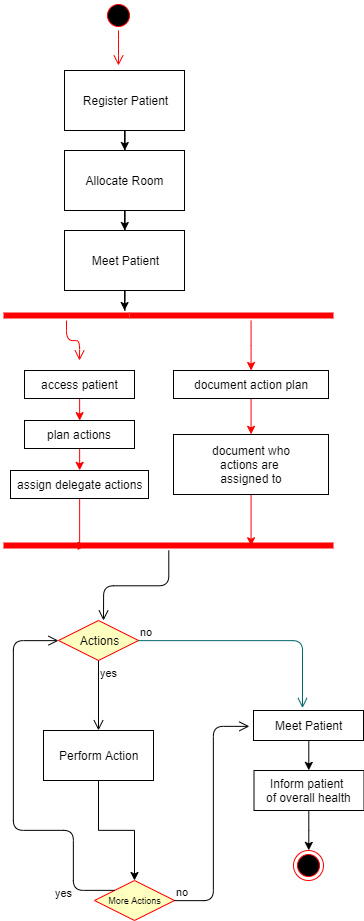 Register Patient
Allocate Room
Meet Patient
access patient
document action plan
plan actions
document who
actions are
assigned to
assign delegate actions
Actions
no
yes
Meet Patient
Perform Action
Inform patient
of overall health
yes
More Actions
no